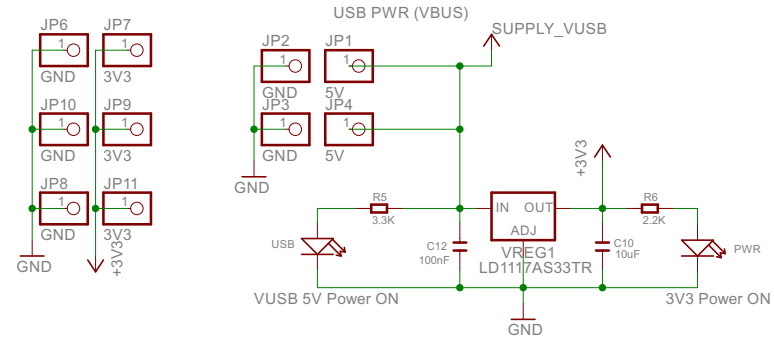 USB PWR (VBUS)
SUPPLY_VUSB
JP6
1
GND
JP7
1
3V3
JP10
1
GND
JP9
1
3V3
JP8
1
GND
JP11
1
3V3
GND
+3V3
JP2
1
GND
JP1
1
5V
JP3
1
GND
JP4
1
5V
GND
+3V3
R5
3.3K
IN OUT
ADJ
VREG1
LD1117AS33TR
R6
2.2K
USB
C12
100nF
C10
10uF
PWR
VUSB 5V Power ON
3V3 Power ON
GND